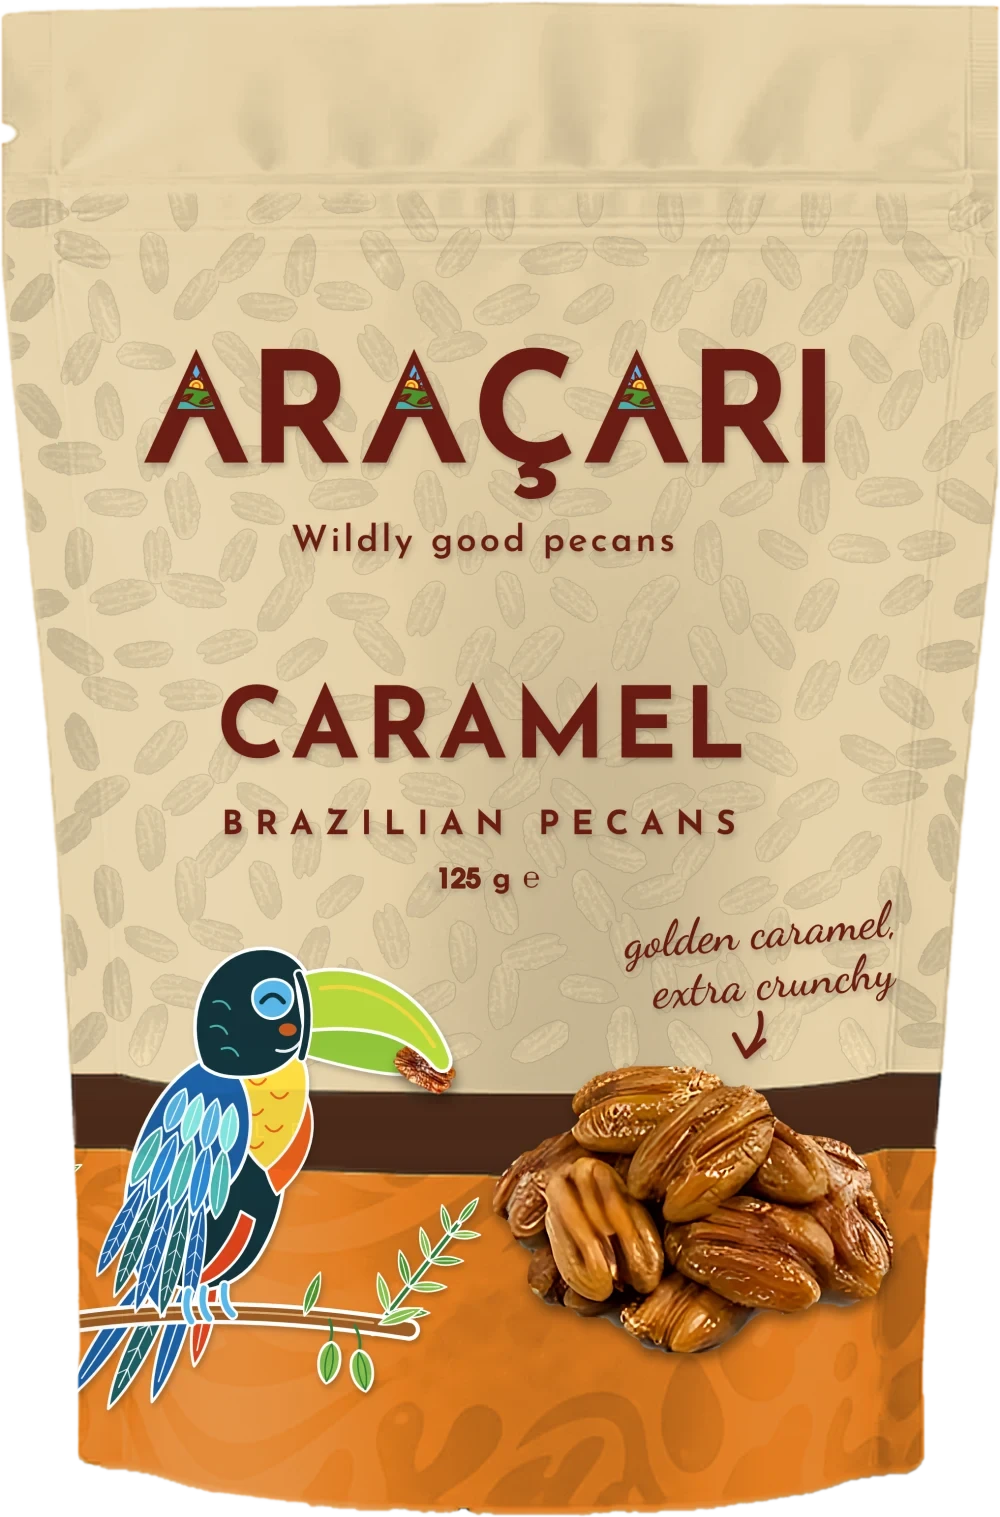 ARAÇARI
Wildly good pecans
CARAMEL
BRAZILIAN PECANS
125 g ℮
golden caramel,
extra crunchy